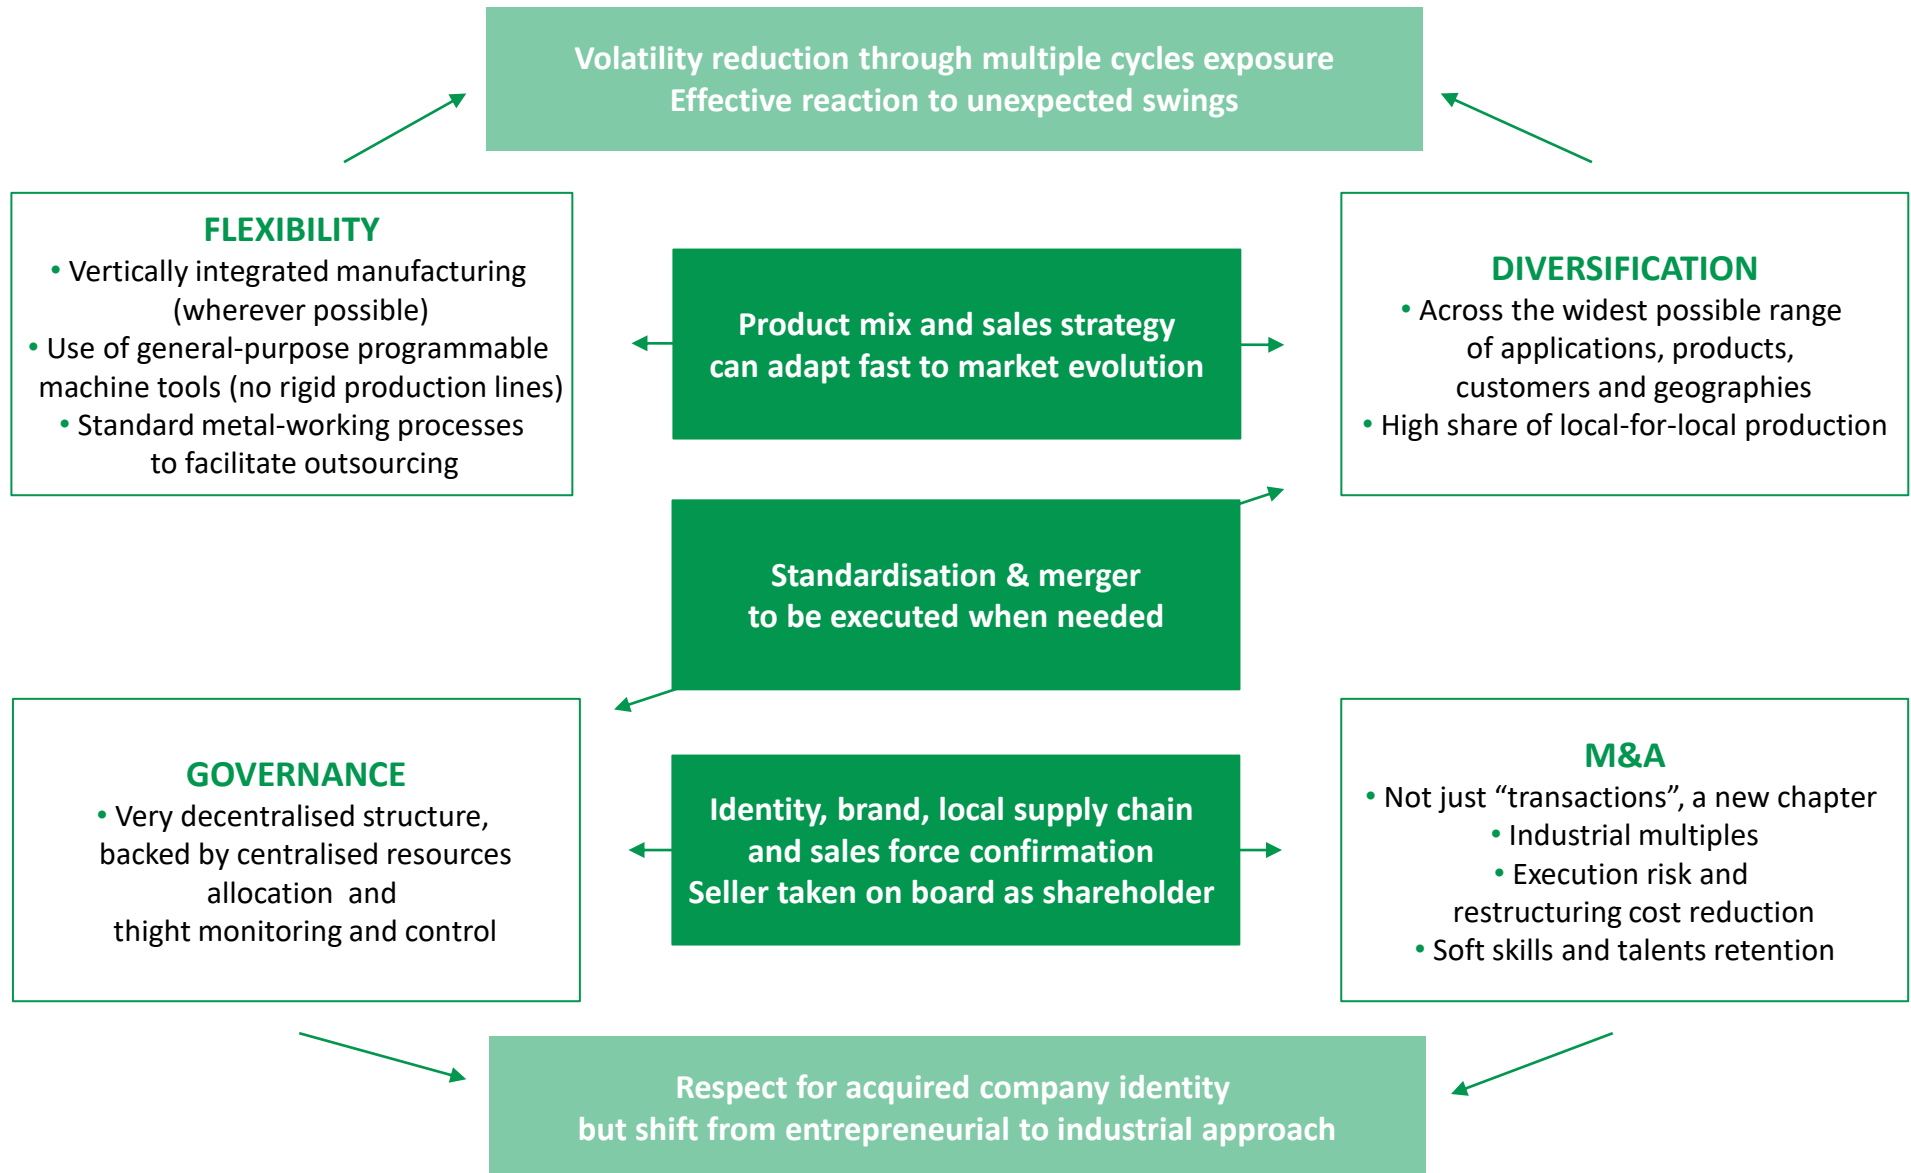 Volatility reduction through multiple cycles exposure
Effective reaction to unexpected swings
FLEXIBILITY
• Vertically integrated manufacturing
(wherever possible)
• Use of general-purpose programmable
machine tools (no rigid production lines)
• Standard metal-working processes
to facilitate outsourcing
Product mix and sales strategy
can adapt fast to market evolution
DIVERSIFICATION
• Across the widest possible range
of applications, products,
customers and geographies
• High share of local-for-local production
Standardisation & merger
to be executed when needed
GOVERNANCE
• Very decentralised structure,
backed by centralised resources
allocation and
thight monitoring and control
Identity, brand, local supply chain
and sales force confirmation
Seller taken on board as shareholder
M&A
• Not just “transactions”, a new chapter
• Industrial multiples
• Execution risk and
restructuring cost reduction
• Soft skills and talents retention
Respect for acquired company identity
but shift from entrepreneurial to industrial approach